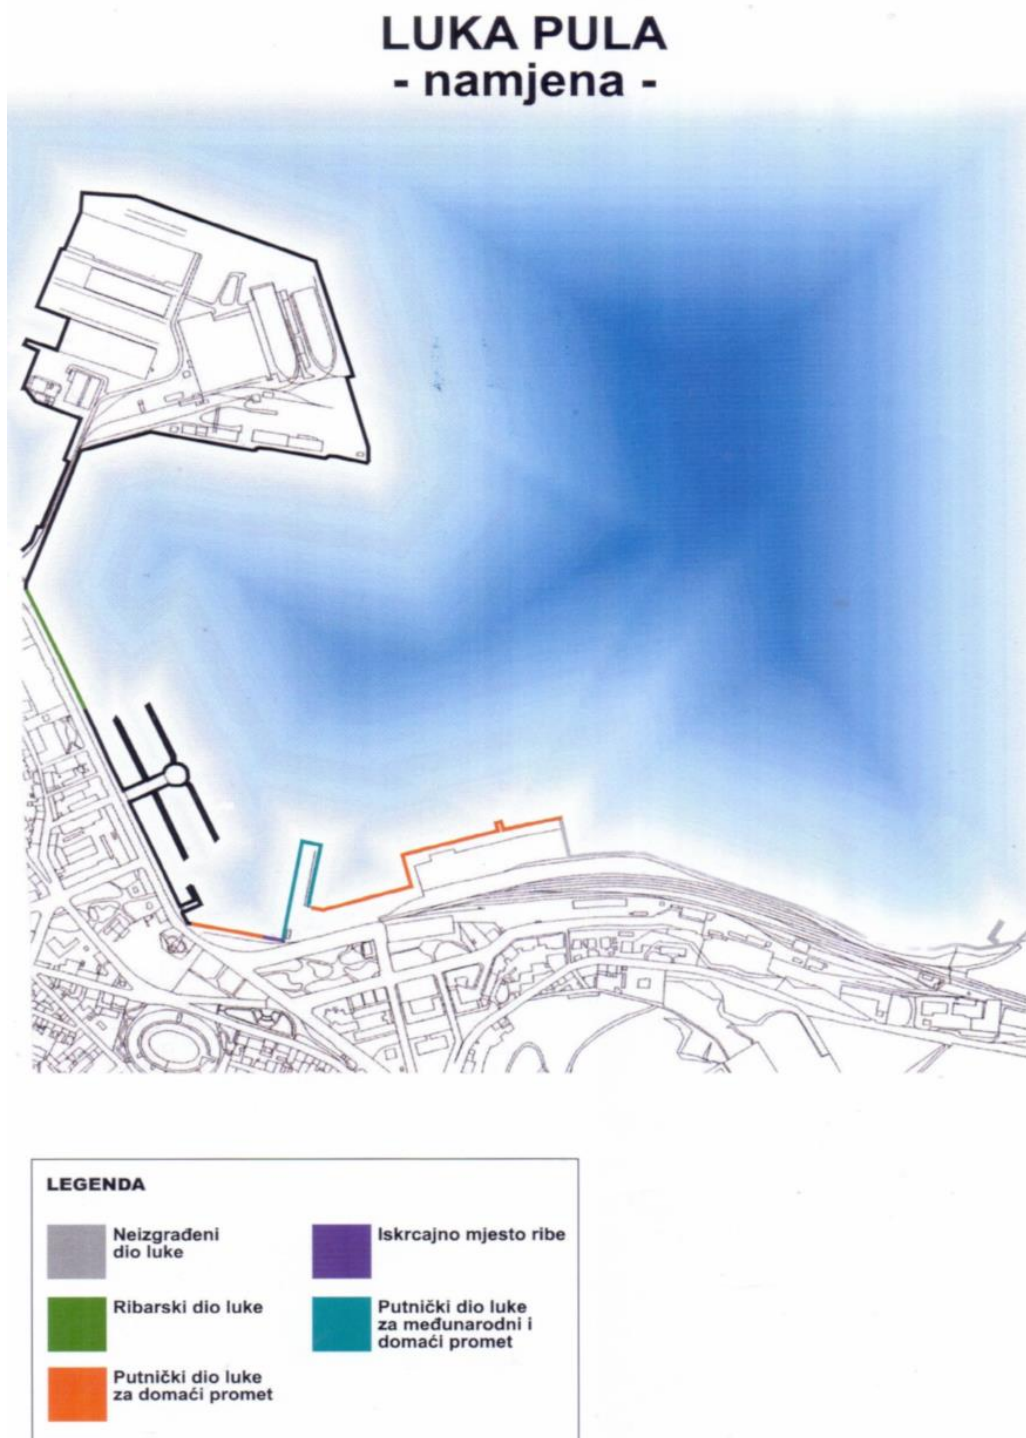 LUKA PULA
- namjena -
LEGENDA
Neizgrađeni
dio luke
Ribarski dio luke
Putnički dio luke
za domaći promet
Iskrcajno mjesto ribe
Putnički dio luke
za međunarodni i
domaći promet